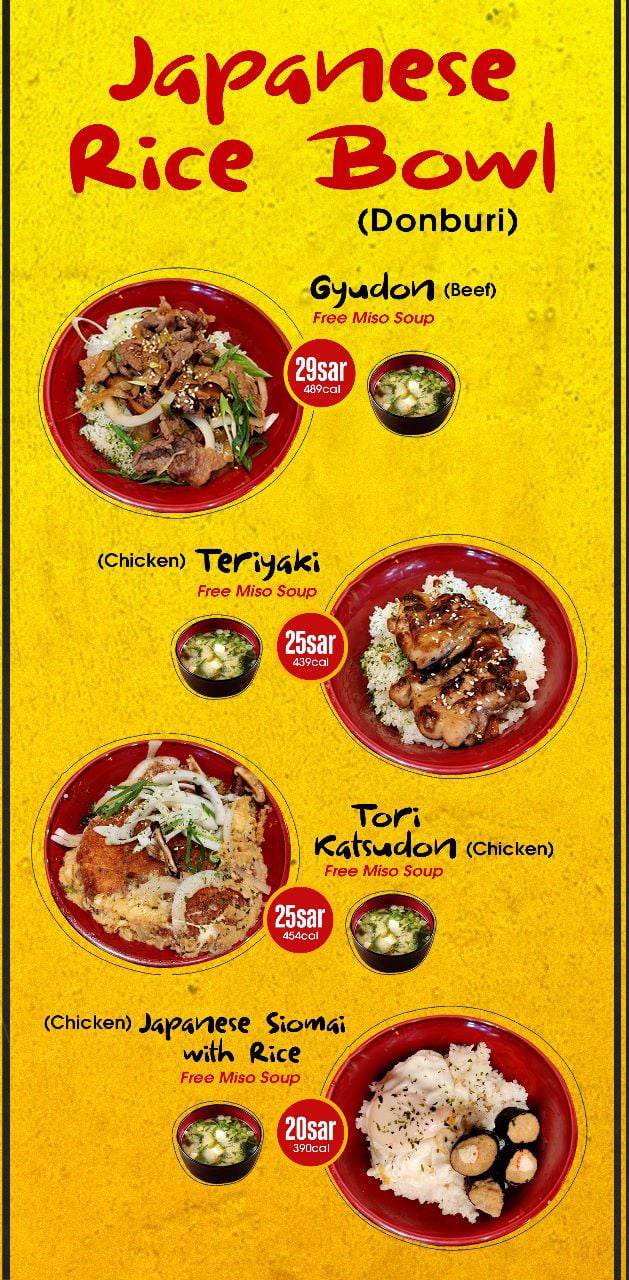 Japanese
Rice Bowl
(Donburi)
Gyudon (Beef)
Free Miso Soup
29sar
489cal
(Chicken) Teriyaki
Free Miso Soup
25sar
439cal
Tori
Katsudon (Chicken)
Free Miso Soup
25sar
454cal
(Chicken) Japanese Siomai
with Rice
Free Miso Soup
20sar
390cal